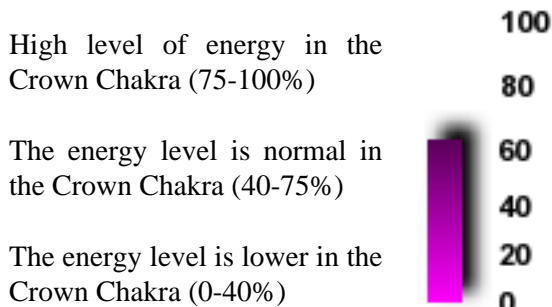 High level of energy in the
Crown Chakra (75-100%)
The energy level is normal in
the Crown Chakra (40-75%)
The energy level is lower in the
Crown Chakra (0-40%)
100
80
60
40
20
0